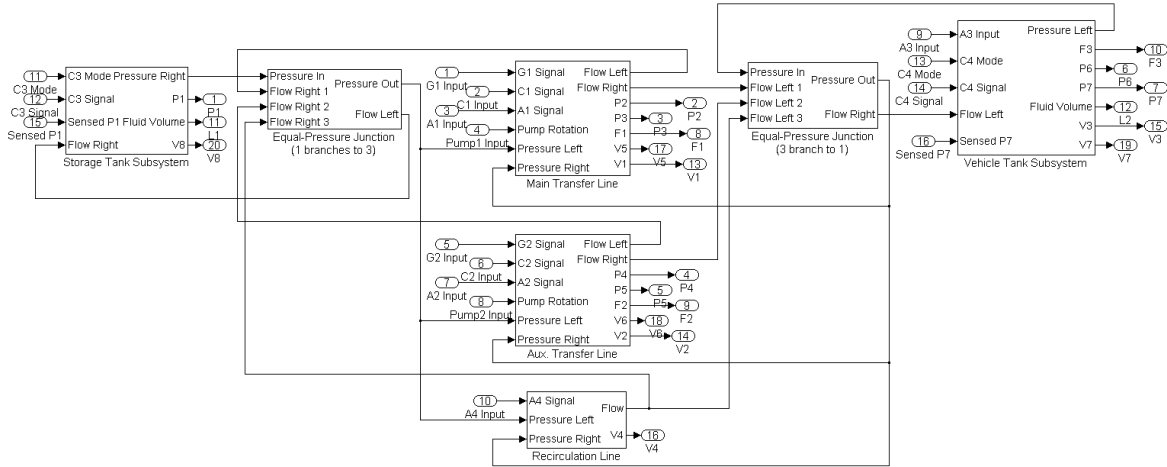 11
C3 Mode
12
C3 Signal
15
Sensed P1
C3 Mode
C3 Signal
Sensed P1
Flow Right
Pressure Right
P1
Fluid Volume
V8
Storage Tank Subsystem
1
P1
11
L1
20
V8
Pressure In
Flow Right 1
Flow Right 2
Flow Right 3
Pressure Out
Flow Left
Equal-Pressure Junction
(1 branches to 3)
1
G1 Input
2
C1 Input
3
A1 Input
4
Pump1 Input
G1 Signal
C1 Signal
A1 Signal
Pump Rotation
Pressure Left
Pressure Right
Flow Left
Flow Right
P2
P3
F1
V5
V1
Main Transfer Line
2
P2
3
P3
8
F1
17
V5
13
V1
5
G2 Input
6
C2 Input
7
A2 Input
8
Pump2 Input
G2 Signal
C2 Signal
A2 Signal
Pump Rotation
Pressure Left
Pressure Right
Flow Left
Flow Right
P4
P5
F2
V6
V2
Aux. Transfer Line
4
P4
5
P5
9
F2
18
V6
14
V2
10
A4 Input
A4 Signal
Pressure Left
Pressure Right
Flow
V4
Recirculation Line
16
V4
Pressure In
Flow Left 1
Flow Left 2
Flow Left 3
Pressure Out
Flow Right
Equal-Pressure Junction
(3 branch to 1)
9
A3 Input
13
C4 Mode
14
C4 Signal
16
Sensed P7
A3 Input
C4 Mode
C4 Signal
Flow Left
Sensed P7
Pressure Left
F3
P6
P7
Fluid Volume
V3
V7
Vehicle Tank Subsystem
10
F3
6
P6
7
P7
12
L2
15
V3
19
V7